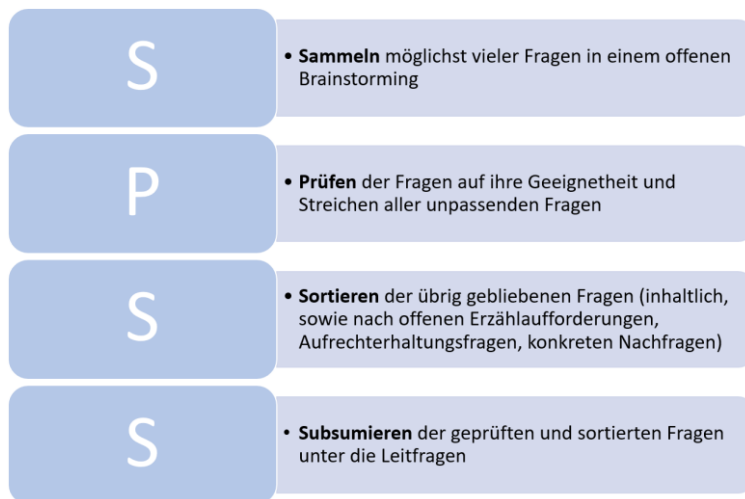 S
• Sammeln möglichst vieler Fragen in einem offenen
Brainstorming
P
• Prüfen der Fragen auf ihre Geeignetheit und
Streichen aller unpassenden Fragen
S
• Sortieren der übrig gebliebenen Fragen (inhaltlich,
sowie nach offenen Erzählaufforderungen,
Aufrechterhaltungsfragen, konkreten Nachfragen)
S
• Subsumieren der geprüften und sortierten Fragen
unter die Leitfragen